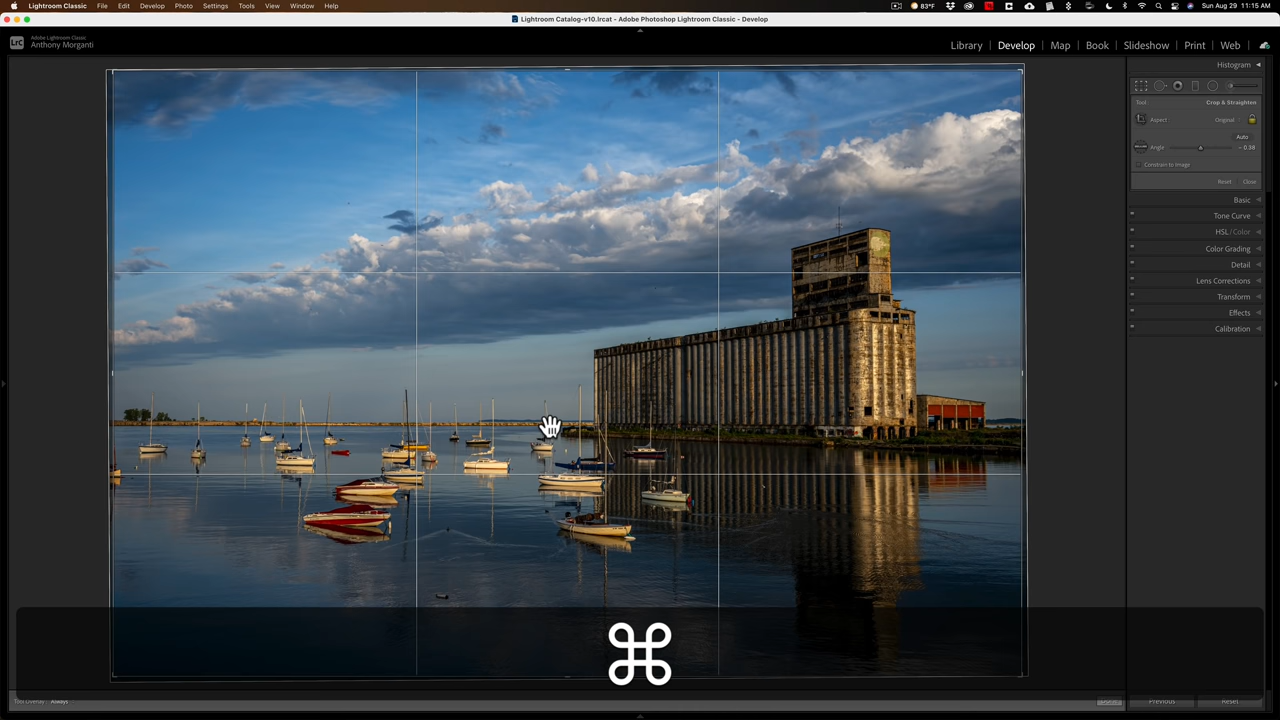 Lightroom Classic File Edit Develop Photo Settings Tools View Window Help
83°F Sun Aug 29 11:15 AM
Lightroom Catalog-v10.lrcat - Adobe Photoshop Lightroom Classic - Develop
LrC
Adobe Lightroom Classic
Anthony Morganti
Library | Develop | Map | Book | Slideshow | Print | Web
Histogram
Tool : Crop & Straighten
Aspect : Original
Auto
Angle - 0.38
Constrain to Image
Reset Close
Basic
Tone Curve
HSL / Color
Color Grading
Detail
Lens Corrections
Transform
Effects
Calibration
⌘
Tool Overlay : Always
Previous Reset